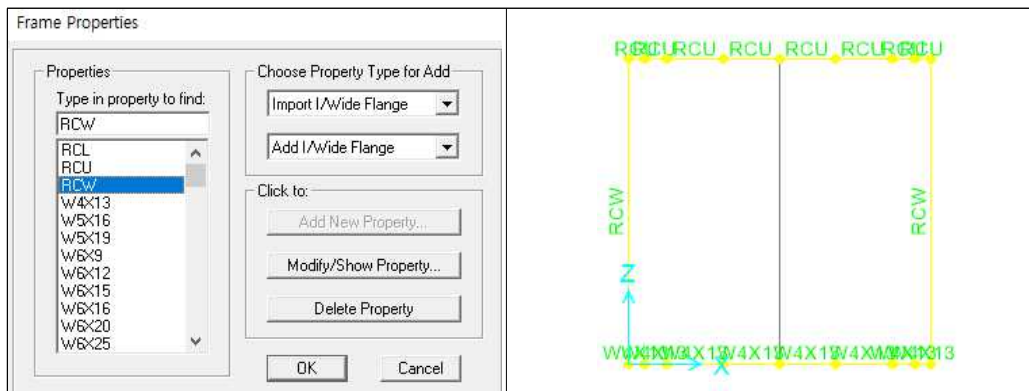 Frame Properties
Properties
Type in property to find:
RCW
RCL
RCU
RCW
W4X13
W5X16
W5X19
W6X9
W6X12
W6X15
W6X16
W6X20
W6X25
Choose Property Type for Add
Import I/Wide Flange
Add I/Wide Flange
Click to:
Add New Property...
Modify/Show Property...
Delete Property
OK
Cancel
RCU RCU RCU RCU
RCW
RCW
Z
X
W4X13 W4X13